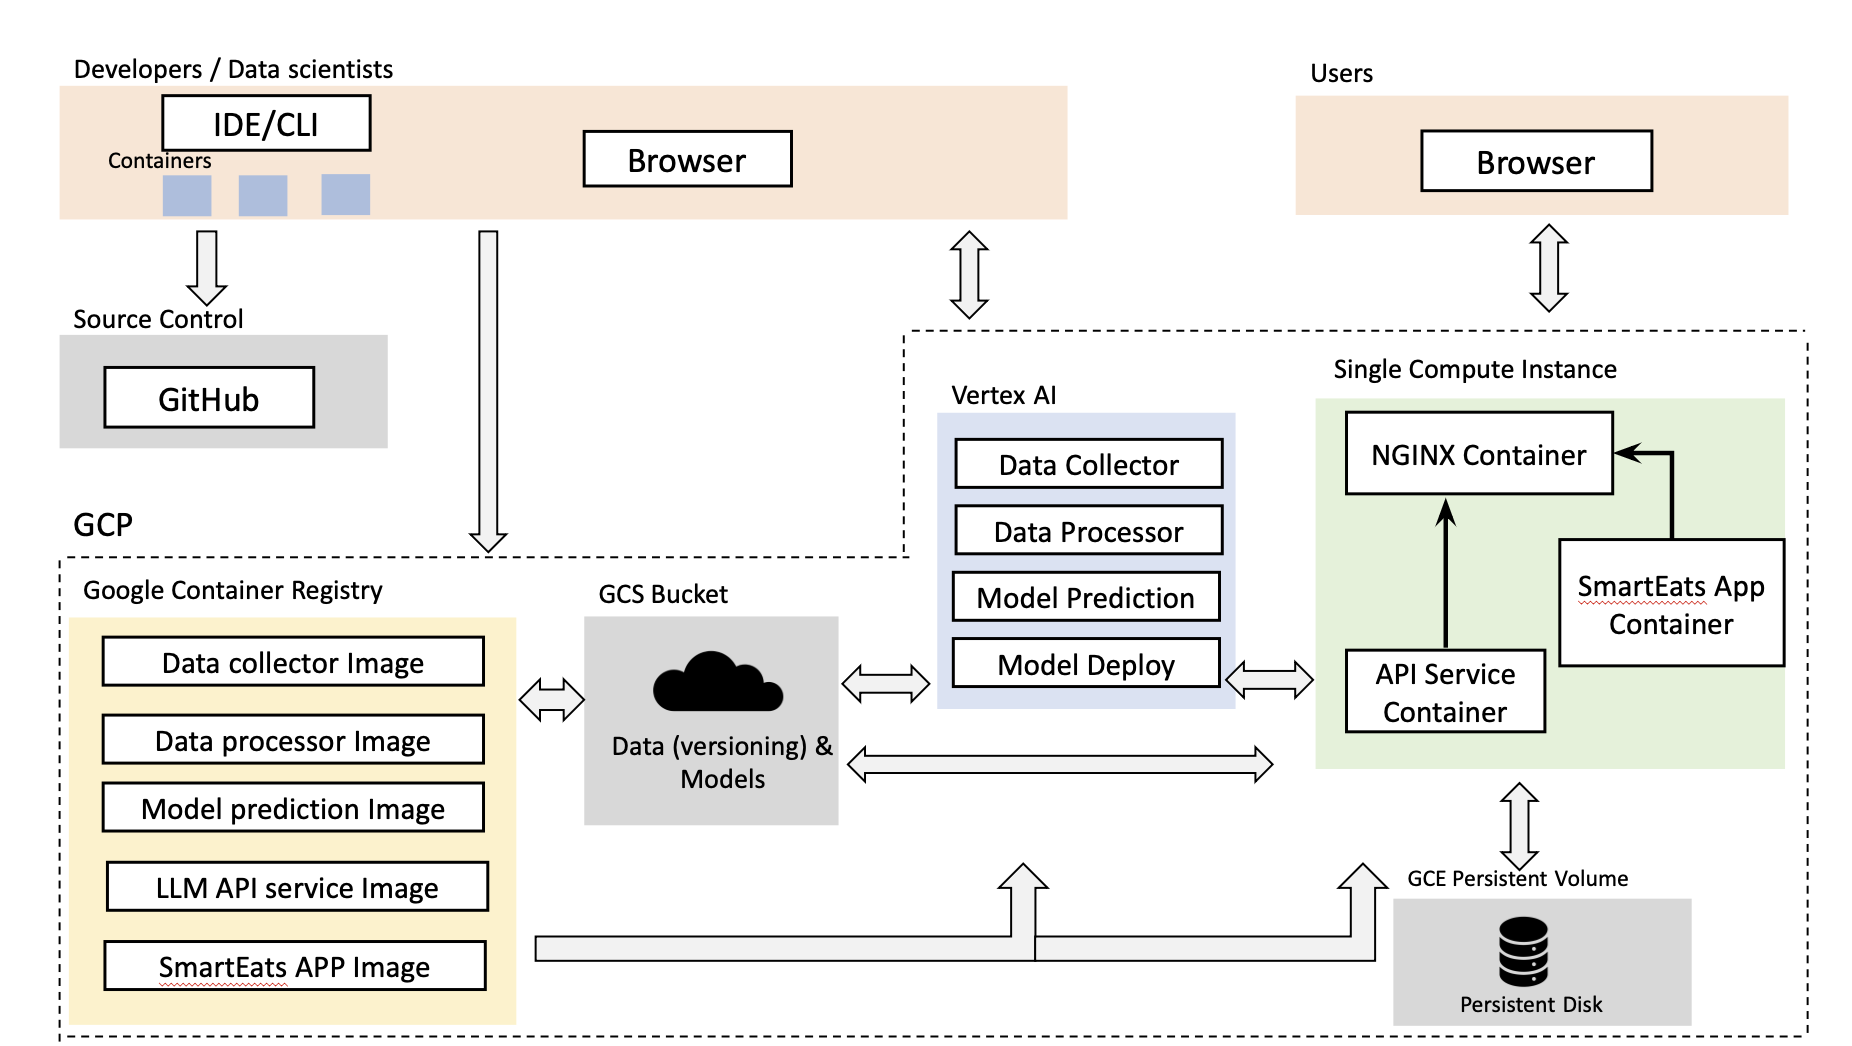 Developers / Data scientists
IDE/CLI
Containers
Browser
Users
Browser
Source Control
GitHub
GCP
Google Container Registry
Data collector Image
Data processor Image
Model prediction Image
LLM API service Image
SmartEats APP Image
GCS Bucket
Data (versioning) &
Models
Vertex AI
Data Collector
Data Processor
Model Prediction
Model Deploy
Single Compute Instance
NGINX Container
SmartEats App
Container
API Service
Container
GCE Persistent Volume
Persistent Disk